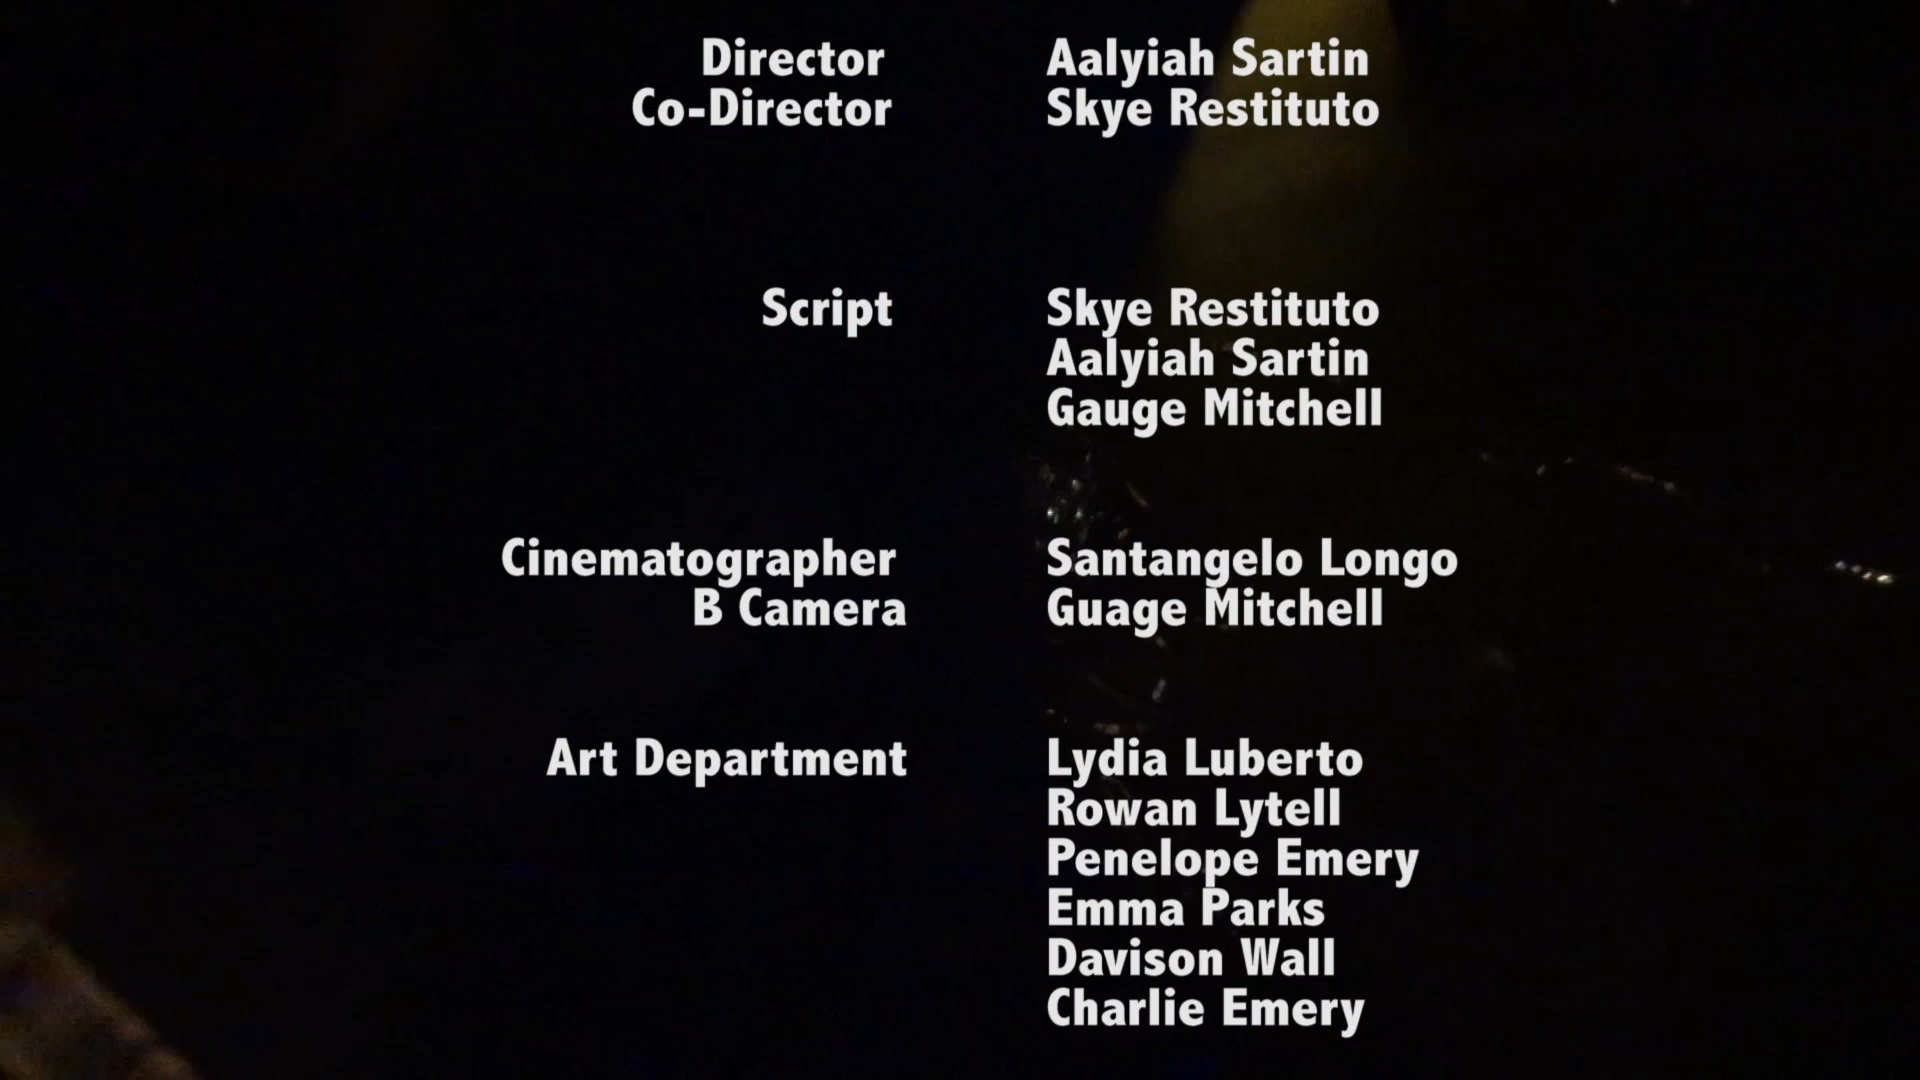 Director Aalyiah Sartin
Co-Director Skye Restituto
Script Skye Restituto
Aalyiah Sartin
Gauge Mitchell
Cinematographer Santangelo Longo
B Camera Guage Mitchell
Art Department Lydia Luberto
Rowan Lytell
Penelope Emery
Emma Parks
Davison Wall
Charlie Emery